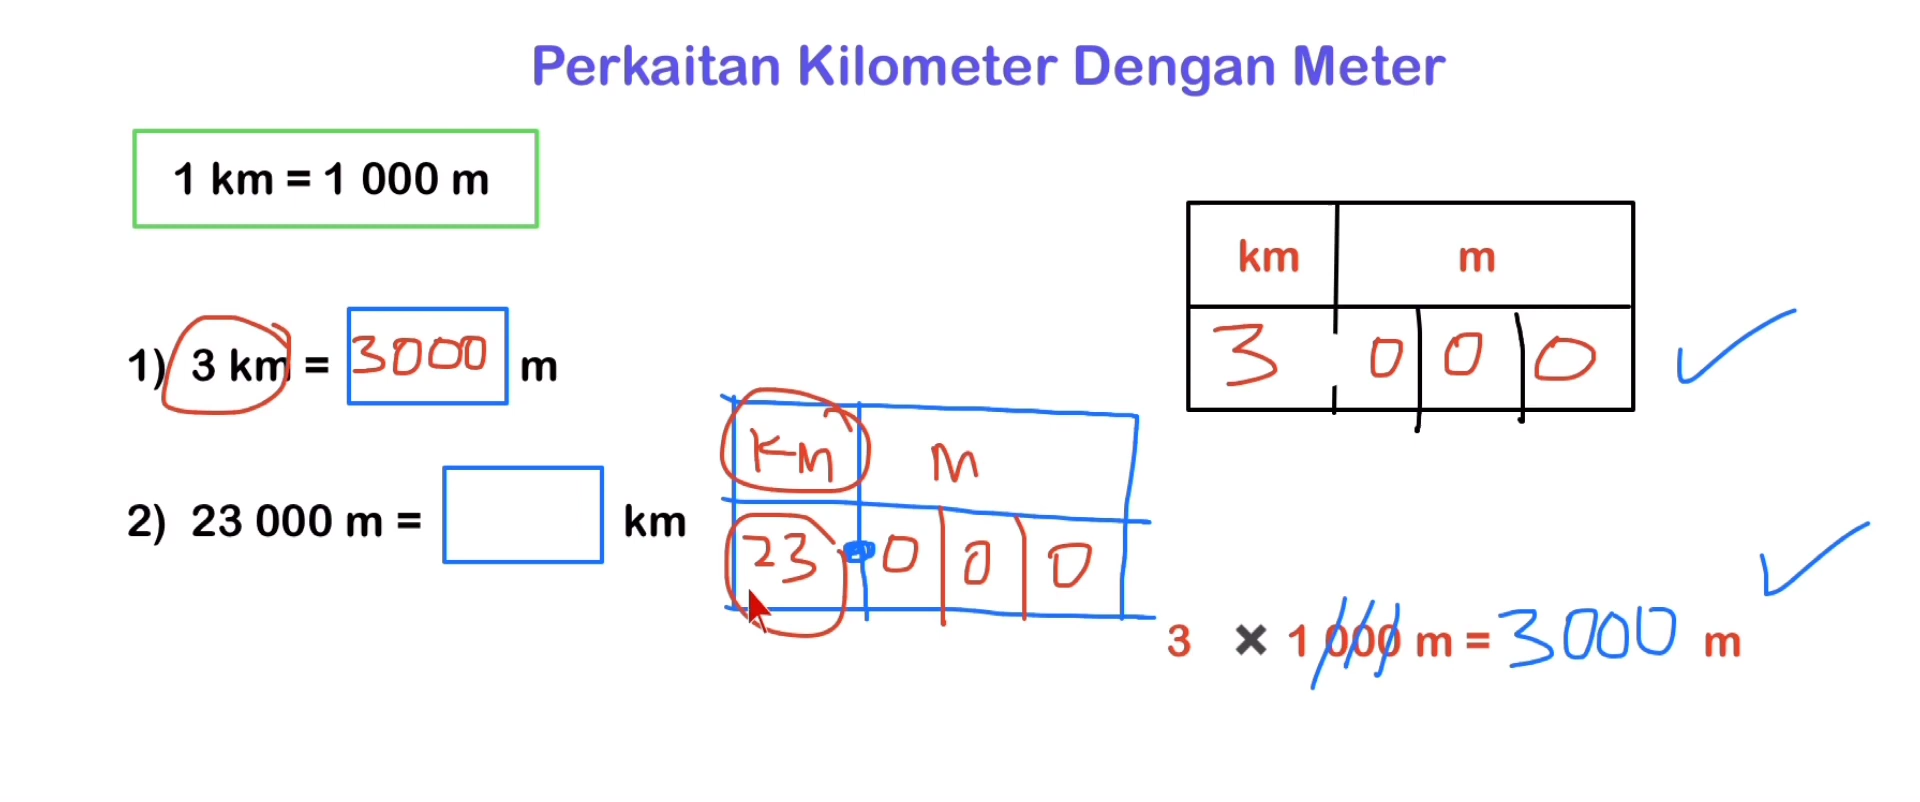 Perkaitan Kilometer Dengan Meter
1 km = 1 000 m
1) 3 km = 3000 m
2) 23 000 m = km
km m
3 0 0 0
Km m
23 . 0 0 0
3 × 1 000 m = 3000 m